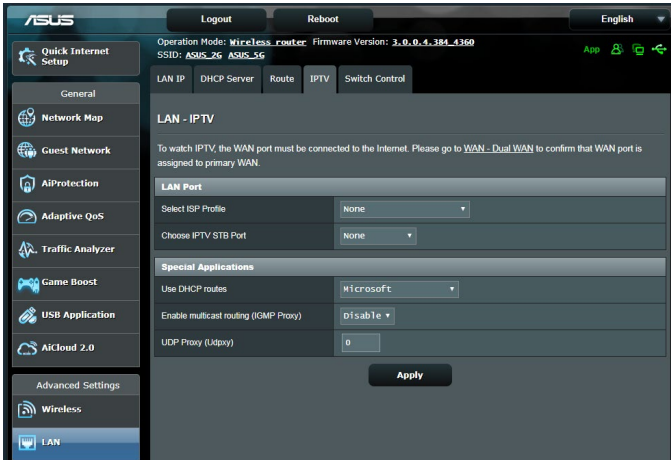 ASUS
Logout
Reboot
English
Quick Internet
Setup
Operation Mode: Wireless router Firmware Version: 3.0.0.4.384_4360
SSID: ASUS_2G ASUS_5G
App
LAN IP
DHCP Server
Route
IPTV
Switch Control
General
Network Map
Guest Network
AiProtection
Adaptive QoS
Traffic Analyzer
Game Boost
USB Application
AiCloud 2.0
Advanced Settings
Wireless
LAN
LAN - IPTV
To watch IPTV, the WAN port must be connected to the Internet. Please go to WAN - Dual WAN to confirm that WAN port is
assigned to primary WAN.
LAN Port
Select ISP Profile None
Choose IPTV STB Port None
Special Applications
Use DHCP routes Microsoft
Enable multicast routing (IGMP Proxy) Disable
UDP Proxy (Udpxy) 0
Apply